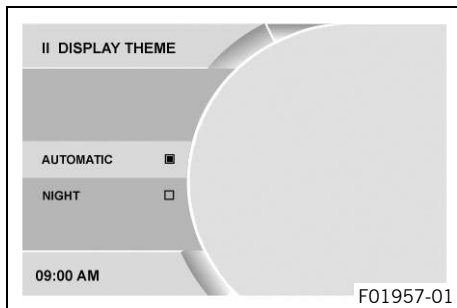 II DISPLAY THEME
AUTOMATIC
NIGHT
09:00 AM
F01957-01